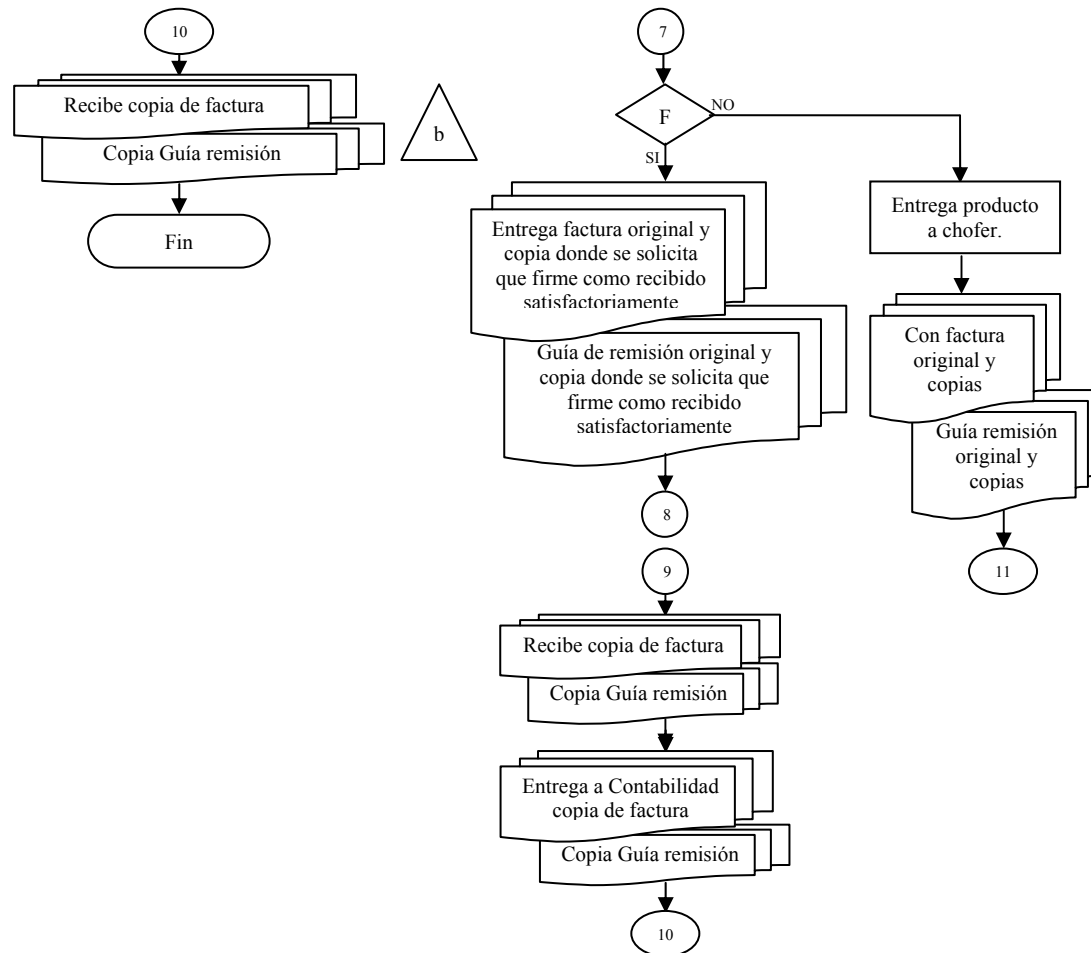 10
Recibe copia de factura
Copia Guía remisión
Fin
b
7
F
NO
SI
Entrega factura original y
copia donde se solicita
que firme como recibido
satisfactoriamente
Guía de remisión original y
copia donde se solicita que
firme como recibido
satisfactoriamente
8
Entrega producto
a chofer.
Con factura
original y
copias
Guía remisión
original y
copias
11
9
Recibe copia de factura
Copia Guía remisión
Entrega a Contabilidad
copia de factura
Copia Guía remisión
10